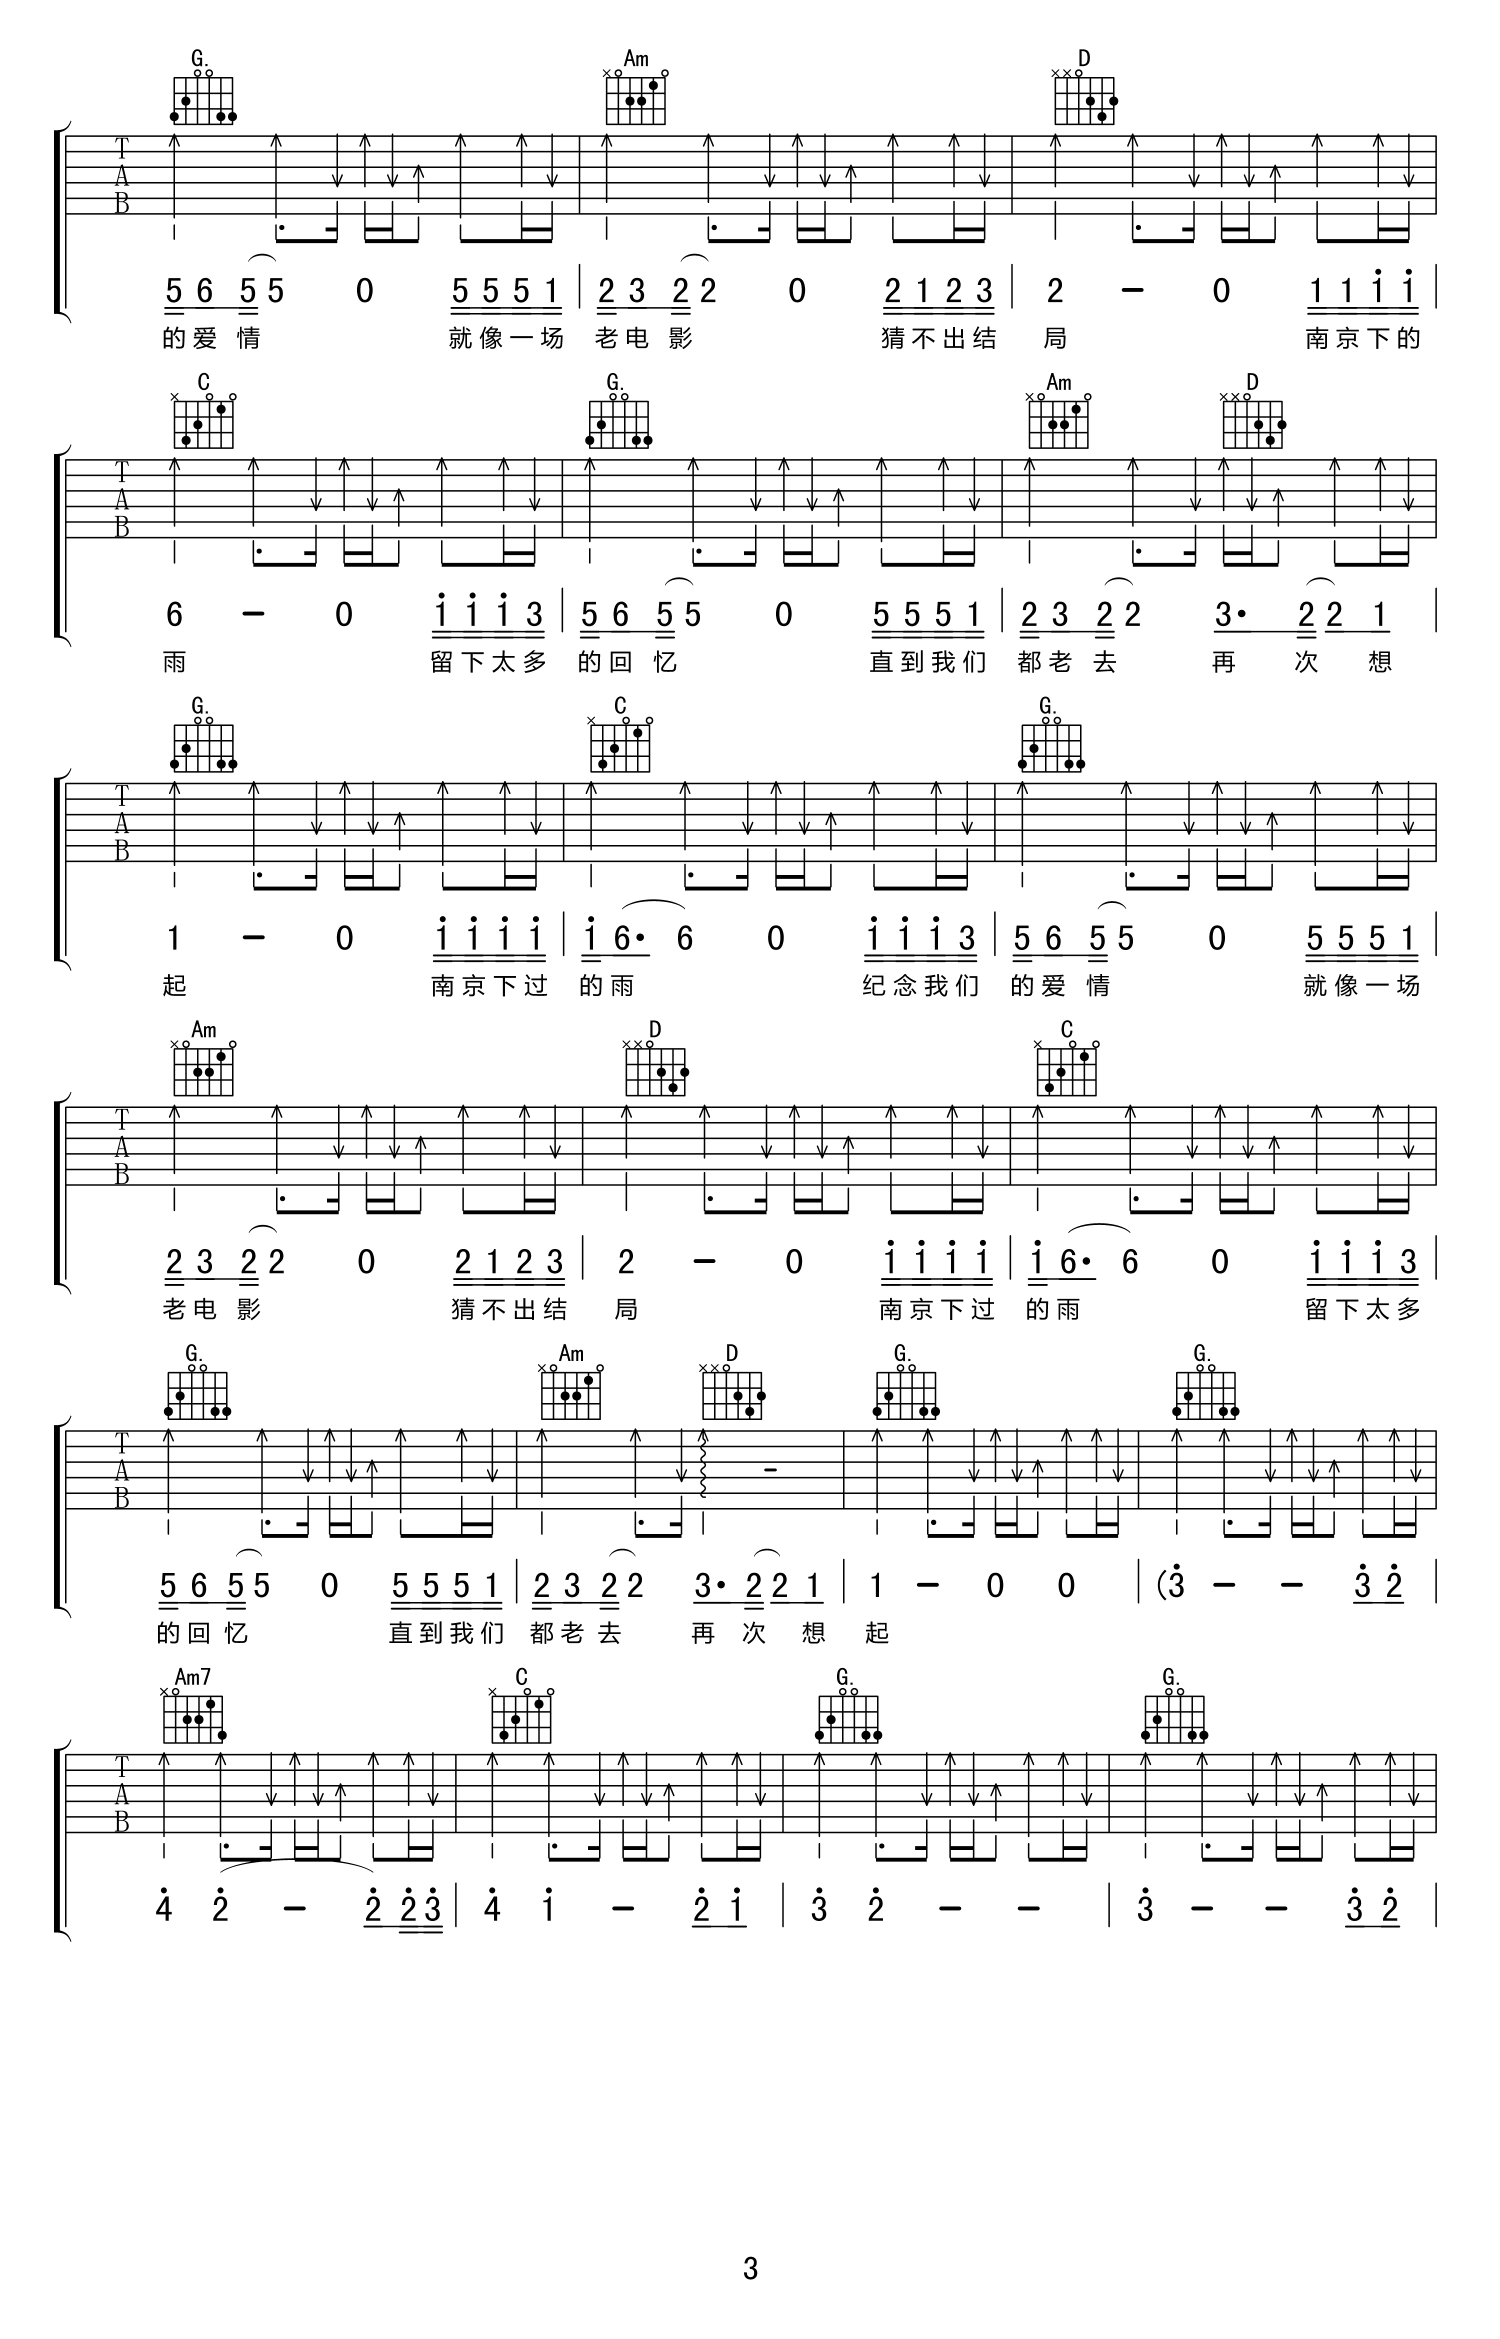 G. Am D
T
A
B
5 6 5 5 0 5 5 5 1 2 3 2 2 0 2 1 2 3 2 – 0 1 1 1 1
的爱 情 就像一场 老电 影 猜不出结 局 南京下的
C G. Am D
T
A
B
6 – 0 1 1 1 3 5 6 5 5 0 5 5 5 1 2 3 2 2 3· 2 2 1
雨 留下太多 的回 忆 直到我们 都老 去 再 次 想
G. C G.
T
A
B
1 – 0 1 1 1 1 1 6· 6 0 1 1 1 3 5 6 5 5 0 5 5 5 1
起 南京下过 的雨 纪念我们 的爱 情 就像一场
Am D C
T
A
B
2 3 2 2 0 2 1 2 3 2 – 0 1 1 1 1 1 6· 6 0 1 1 1 3
老电 影 猜不出结 局 南京下过 的雨 留下太多
G. Am D G. G.
T
A
B
5 6 5 5 0 5 5 5 1 2 3 2 2 3· 2 2 1 1 – 0 0 (3 – – 3 2
的回 忆 直到我们 都老 去 再 次 想 起
Am7 C G. G.
T
A
B
4 2 – 2 2 3 4 1 – 2 1 3 2 – – 3 – – 3 2
3